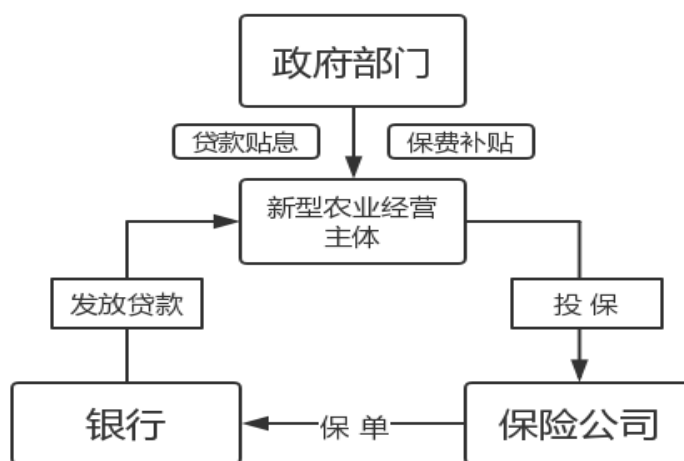 政府部门
贷款贴息
保费补贴
新型农业经营
主体
发放贷款
投 保
银行
保 单
保险公司